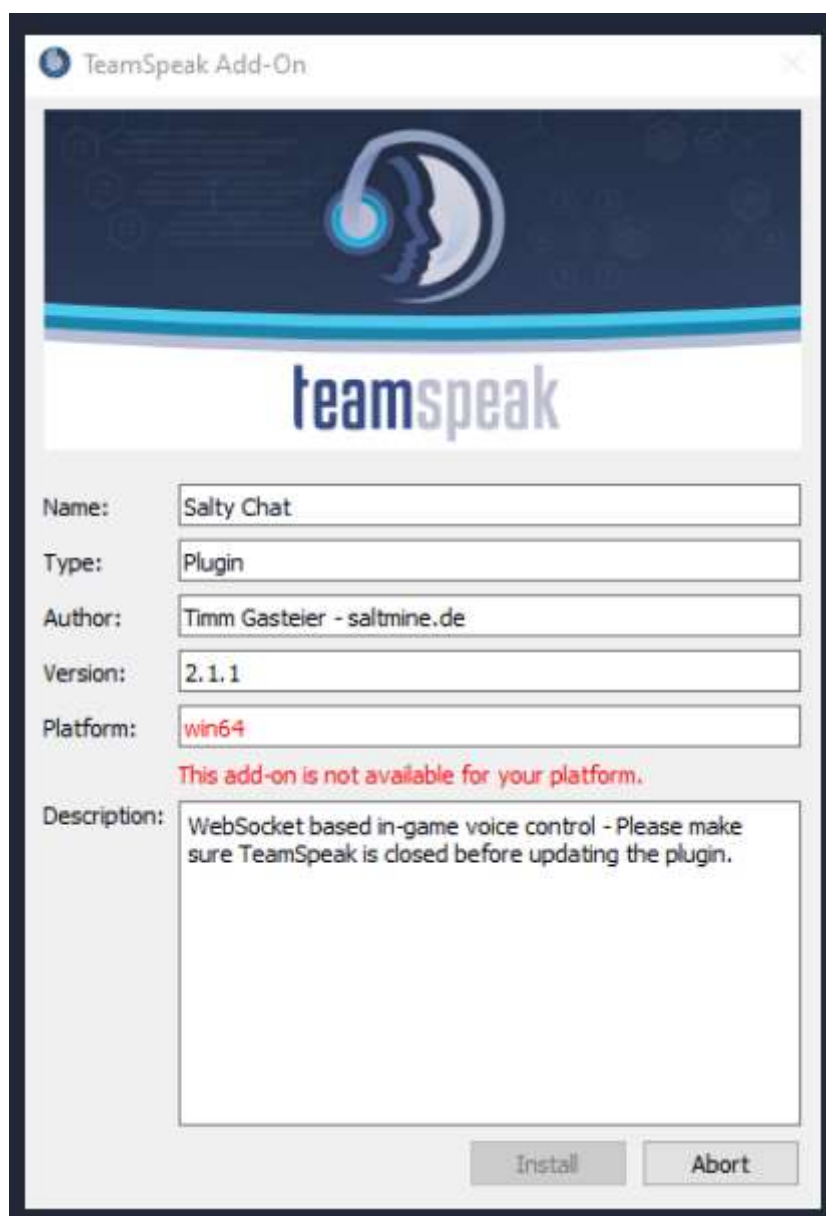 TeamSpeak Add-On
teamspeak
Name: Salty Chat
Type: Plugin
Author: Timm Gasteier - saltmine.de
Version: 2.1.1
Platform: win64
This add-on is not available for your platform.
Description: WebSocket based in-game voice control - Please make
sure TeamSpeak is closed before updating the plugin.
Install Abort